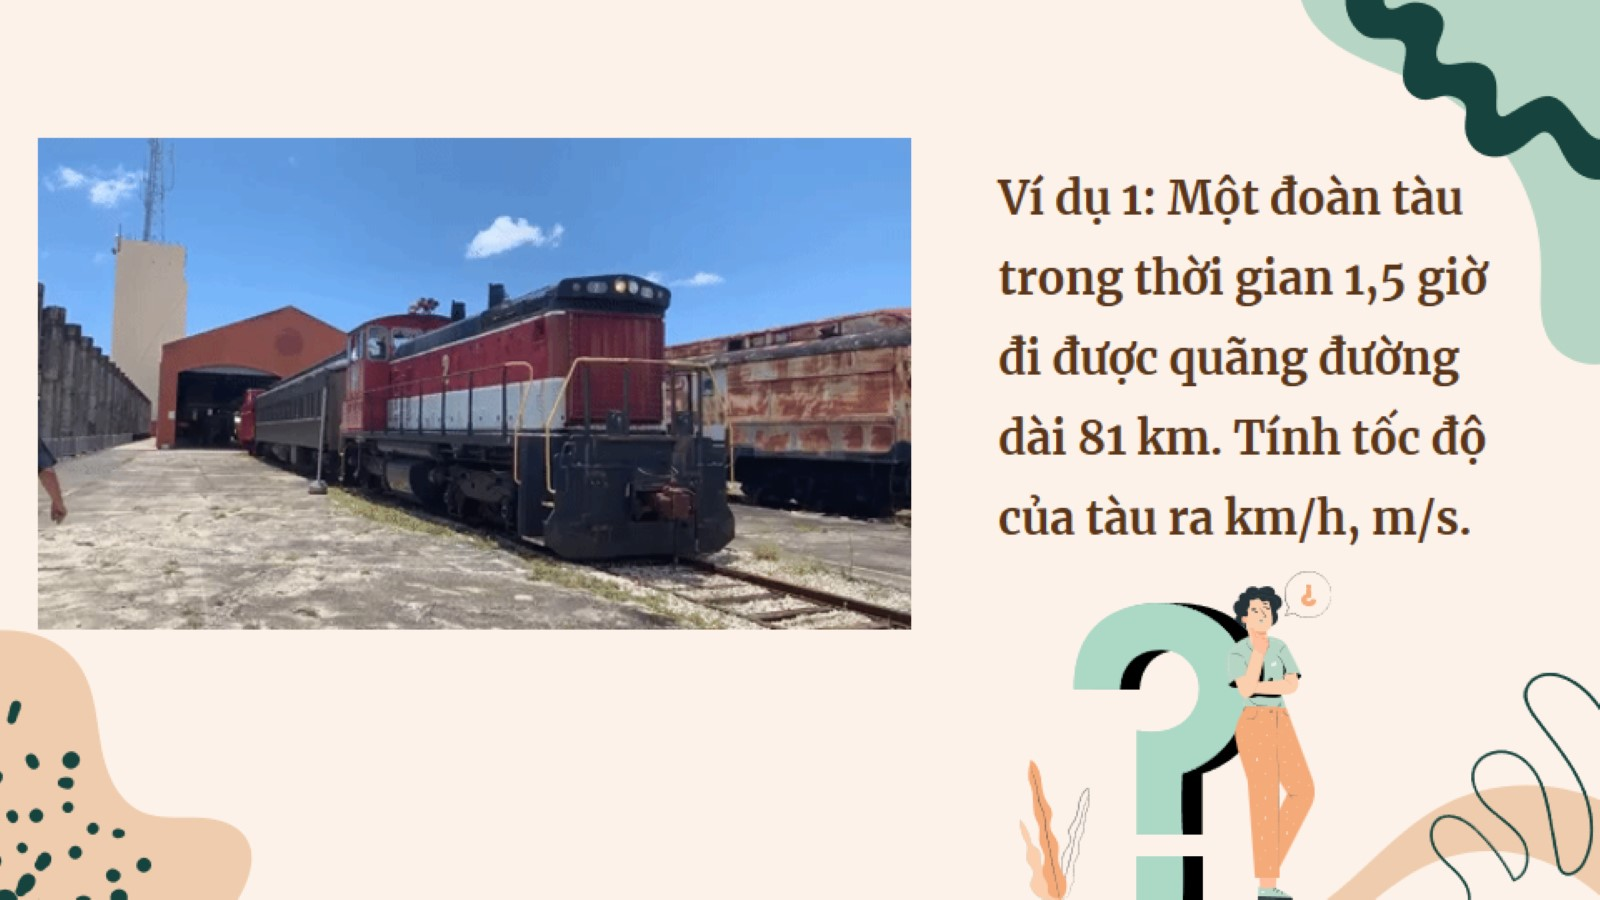 Ví dụ 1: Một đoàn tàu
trong thời gian 1,5 giờ
đi được quãng đường
dài 81 km. Tính tốc độ
của tàu ra km/h, m/s.